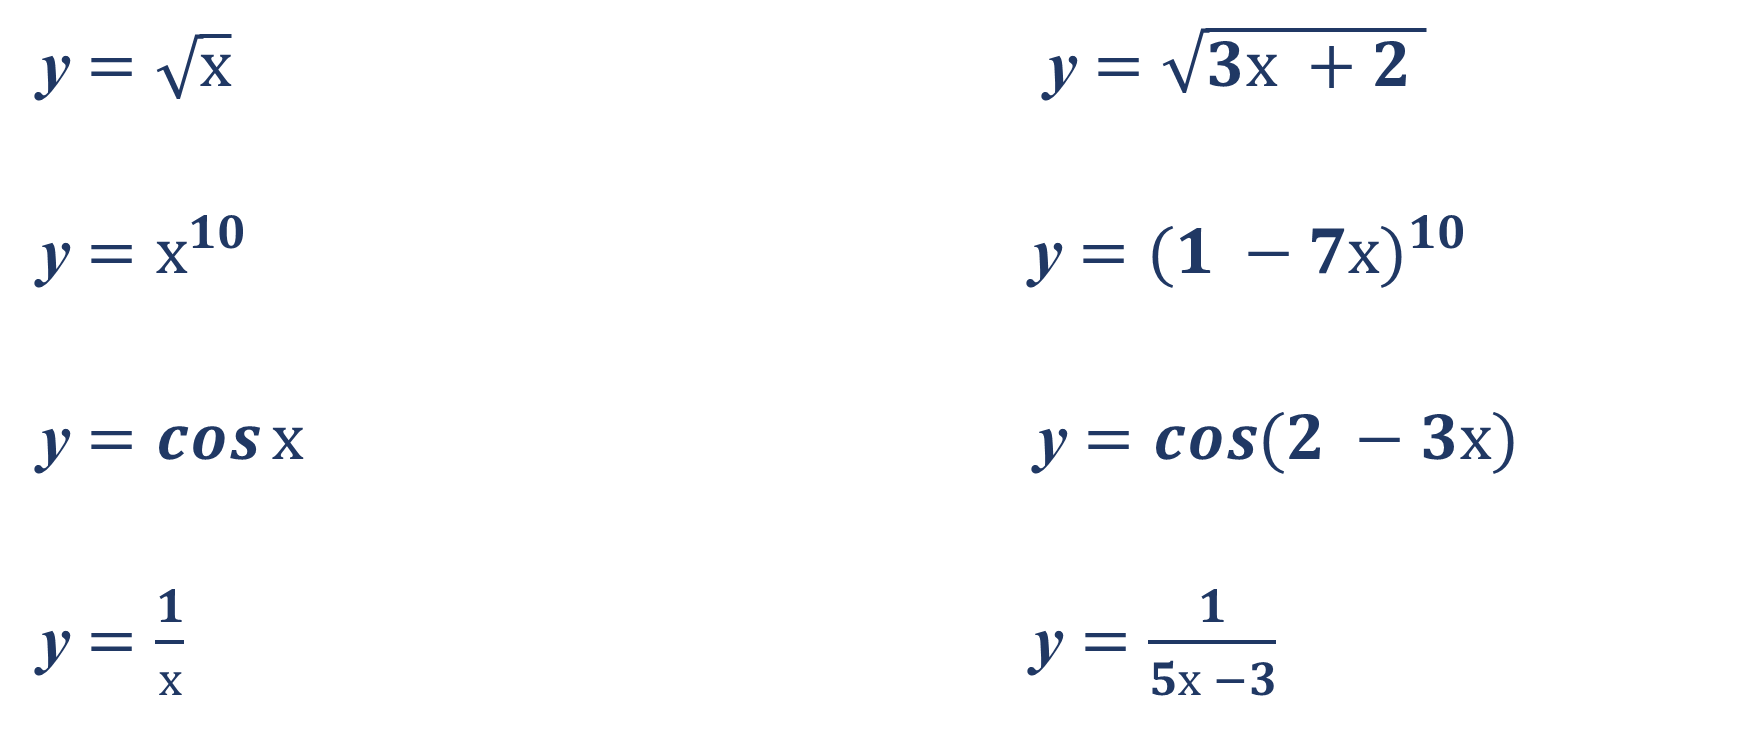 y = √x y = √(3x + 2)
y = x¹⁰ y = (1 − 7x)¹⁰
y = cos x y = cos(2 − 3x)
y = 1/x y = 1/(5x − 3)